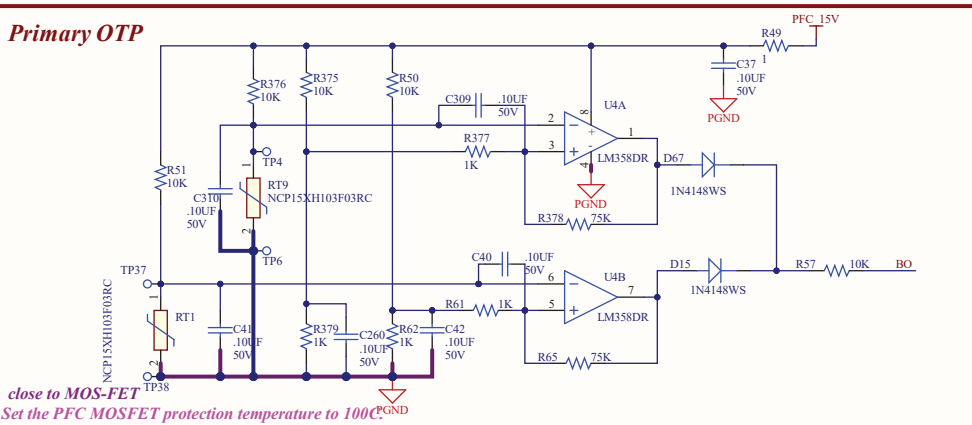 Primary OTP
PFC_15V
R49
1
C37
.10UF
50V
PGND
R376
10K
R375
10K
R50
10K
C309
.10UF
50V
U4A
8
2
1
3
4
LM358DR
PGND
R377
1K
D67
1N4148WS
R378
75K
R51
10K
TP4
1
RT9
NCP15XH103F03RC
C310
.10UF
50V
2
TP6
C40
.10UF
50V
U4B
6
7
5
LM358DR
D15
1N4148WS
R57
10K
BO
TP37
1
RT1
NCP15XH103F03RC
2
TP38
C41
.10UF
50V
R379
1K
C260
.10UF
50V
R62
1K
C42
.10UF
50V
R61
1K
R65
75K
PGND
close to MOS-FET
Set the PFC MOSFET protection temperature to 100C.